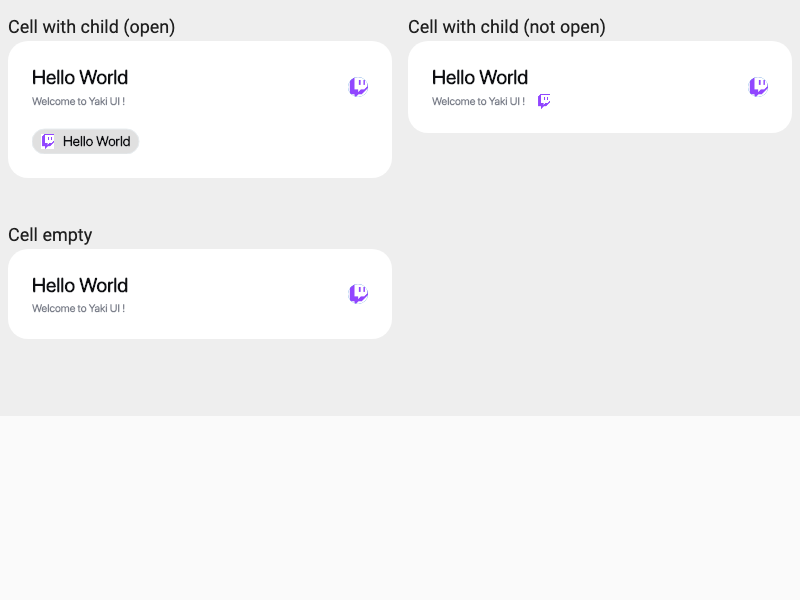 Cell with child (open)
Hello World
Welcome to Yaki UI !
Hello World
Cell with child (not open)
Hello World
Welcome to Yaki UI !
Cell empty
Hello World
Welcome to Yaki UI !